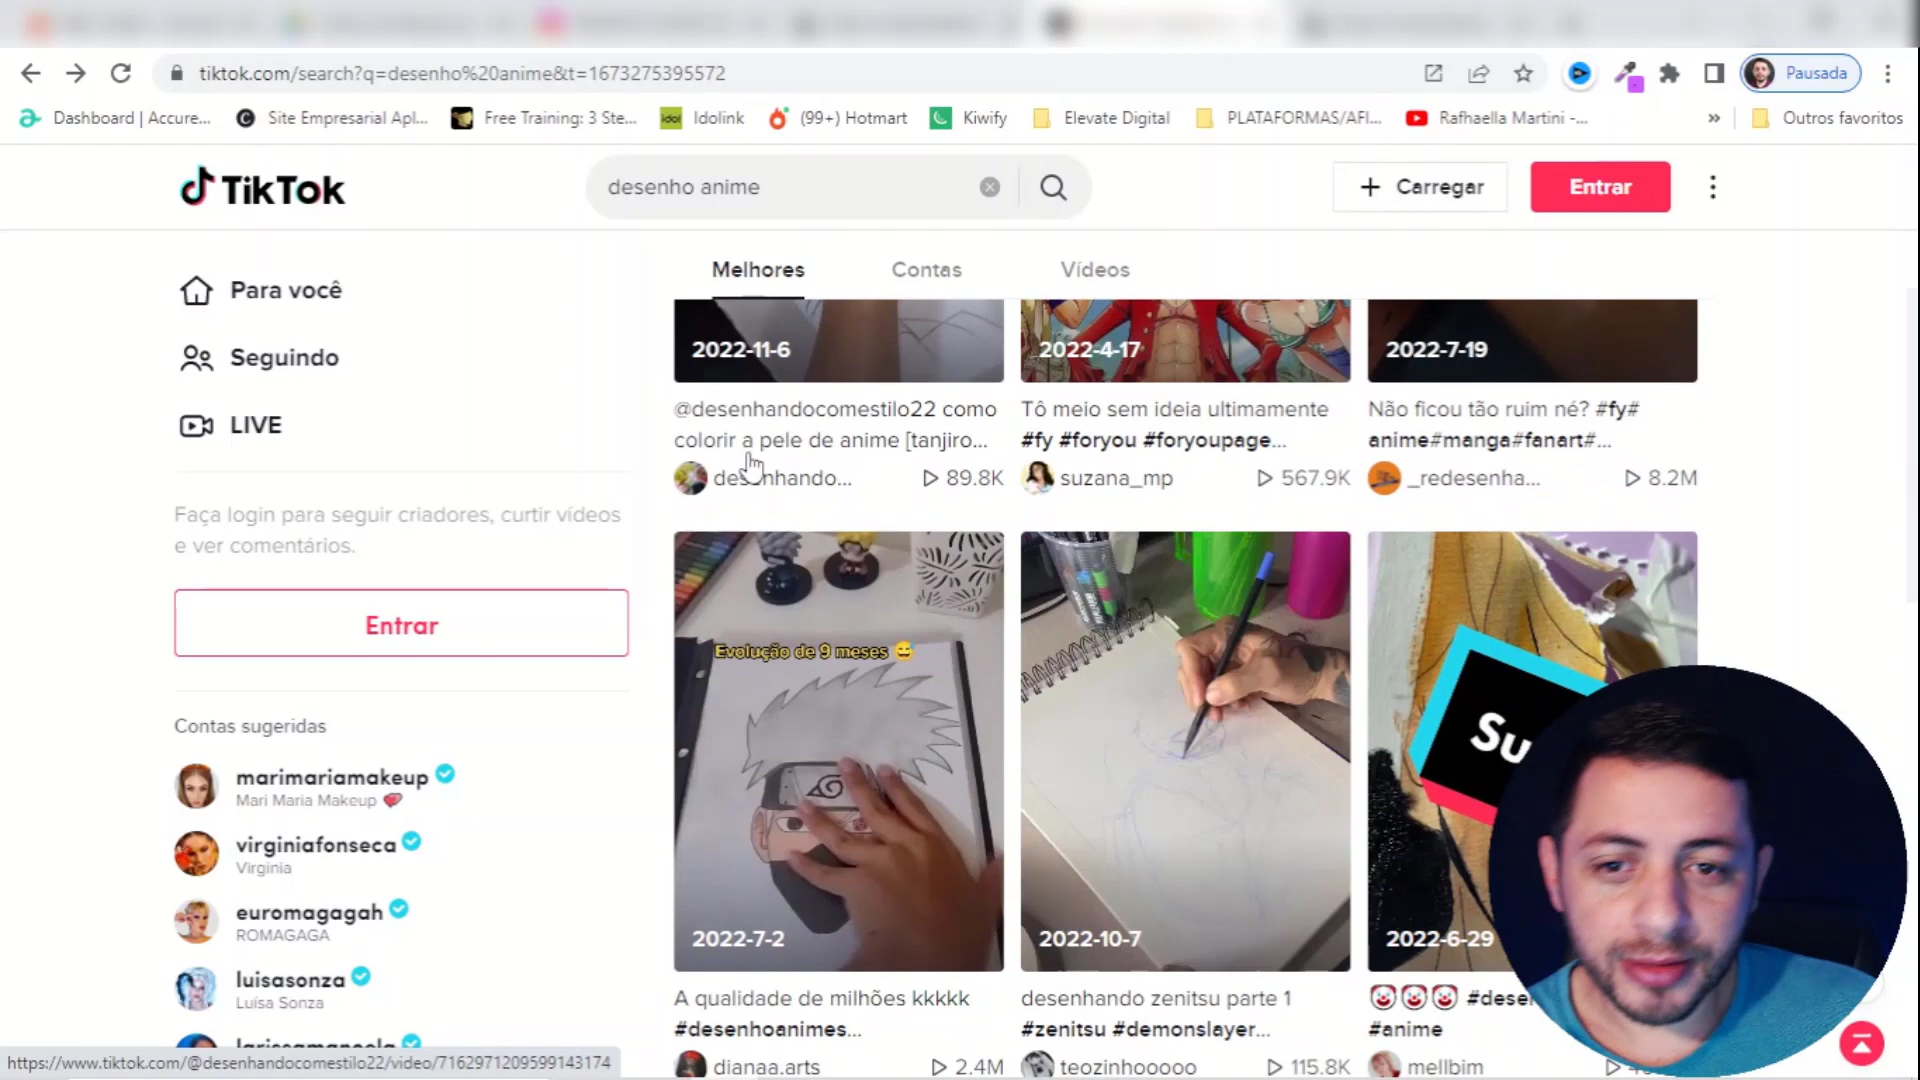 tiktok.com/search?q=desenho%20anime&t=1673275395572
Pausada
Dashboard | Accure...
Site Empresarial Apl...
Free Training: 3 Ste...
Idolink
(99+) Hotmart
Kiwify
Elevate Digital
PLATAFORMAS/AFI...
Rafhaella Martini -...
»
Outros favoritos
TikTok
desenho anime
+ Carregar
Entrar
Para você
Seguindo
LIVE
Faça login para seguir criadores, curtir vídeos
e ver comentários.
Entrar
Contas sugeridas
marimariamakeup
Mari Maria Makeup
virginiafonseca
Virginia
euromagagah
ROMAGAGA
luisasonza
Luísa Sonza
Melhores
Contas
Vídeos
2022-11-6
@desenhandocomestilo22 como
colorir a pele de anime [tanjiro...
desenhando...
89.8K
2022-4-17
Tô meio sem ideia ultimamente
#fy #foryou #foryoupage...
suzana_mp
567.9K
2022-7-19
Não ficou tão ruim né? #fy#
anime#manga#fanart#...
_redesenha...
8.2M
Evolução de 9 meses 😅
2022-7-2
A qualidade de milhões kkkkk
#desenhoanimes...
dianaa.arts
2.4M
2022-10-7
desenhando zenitsu parte 1
#zenitsu #demonslayer...
teozinhooooo
115.8K
Su
2022-6-29
🤡🤡🤡 #deser
#anime
mellbim
https://www.tiktok.com/@desenhandocomestilo22/video/7162971209599143174